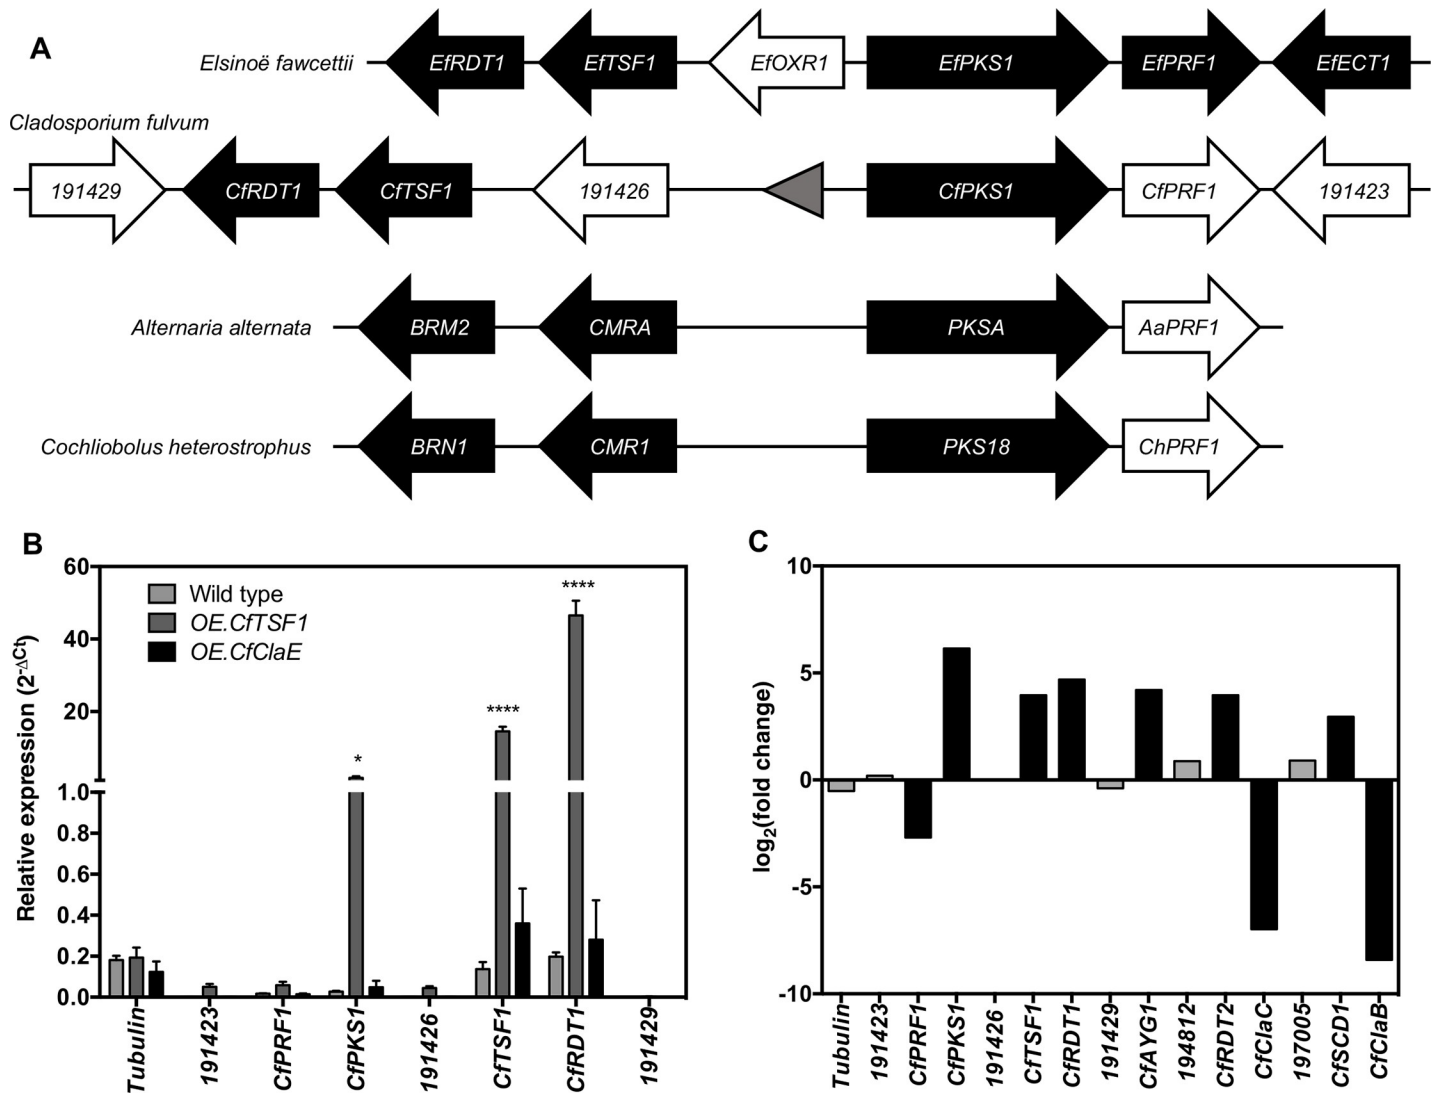 A
Elsinoë fawcettii EfRDT1 EfTSF1 EfOXR1 EfPKS1 EfPRF1 EfECT1
Cladosporium fulvum
191429 CfRDT1 CfTSF1 191426 CfPKS1 CfPRF1 191423
Alternaria alternata BRM2 CMRA PKSA AaPRF1
Cochliobolus heterostrophus BRN1 CMR1 PKS18 ChPRF1
B
Relative expression (2^-ΔCt)
60
40
20
1.0
0.8
0.6
0.4
0.2
0.0
Wild type
OE.CfTSF1
OE.CfClaE
*
****
****
Tubulin
191423
CfPRF1
CfPKS1
191426
CfTSF1
CfRDT1
191429
C
log2(fold change)
10
5
0
-5
-10
Tubulin
191423
CfPRF1
CfPKS1
191426
CfTSF1
CfRDT1
191429
CfAYG1
194812
CfRDT2
CfClaC
197005
CfSCD1
CfClaB